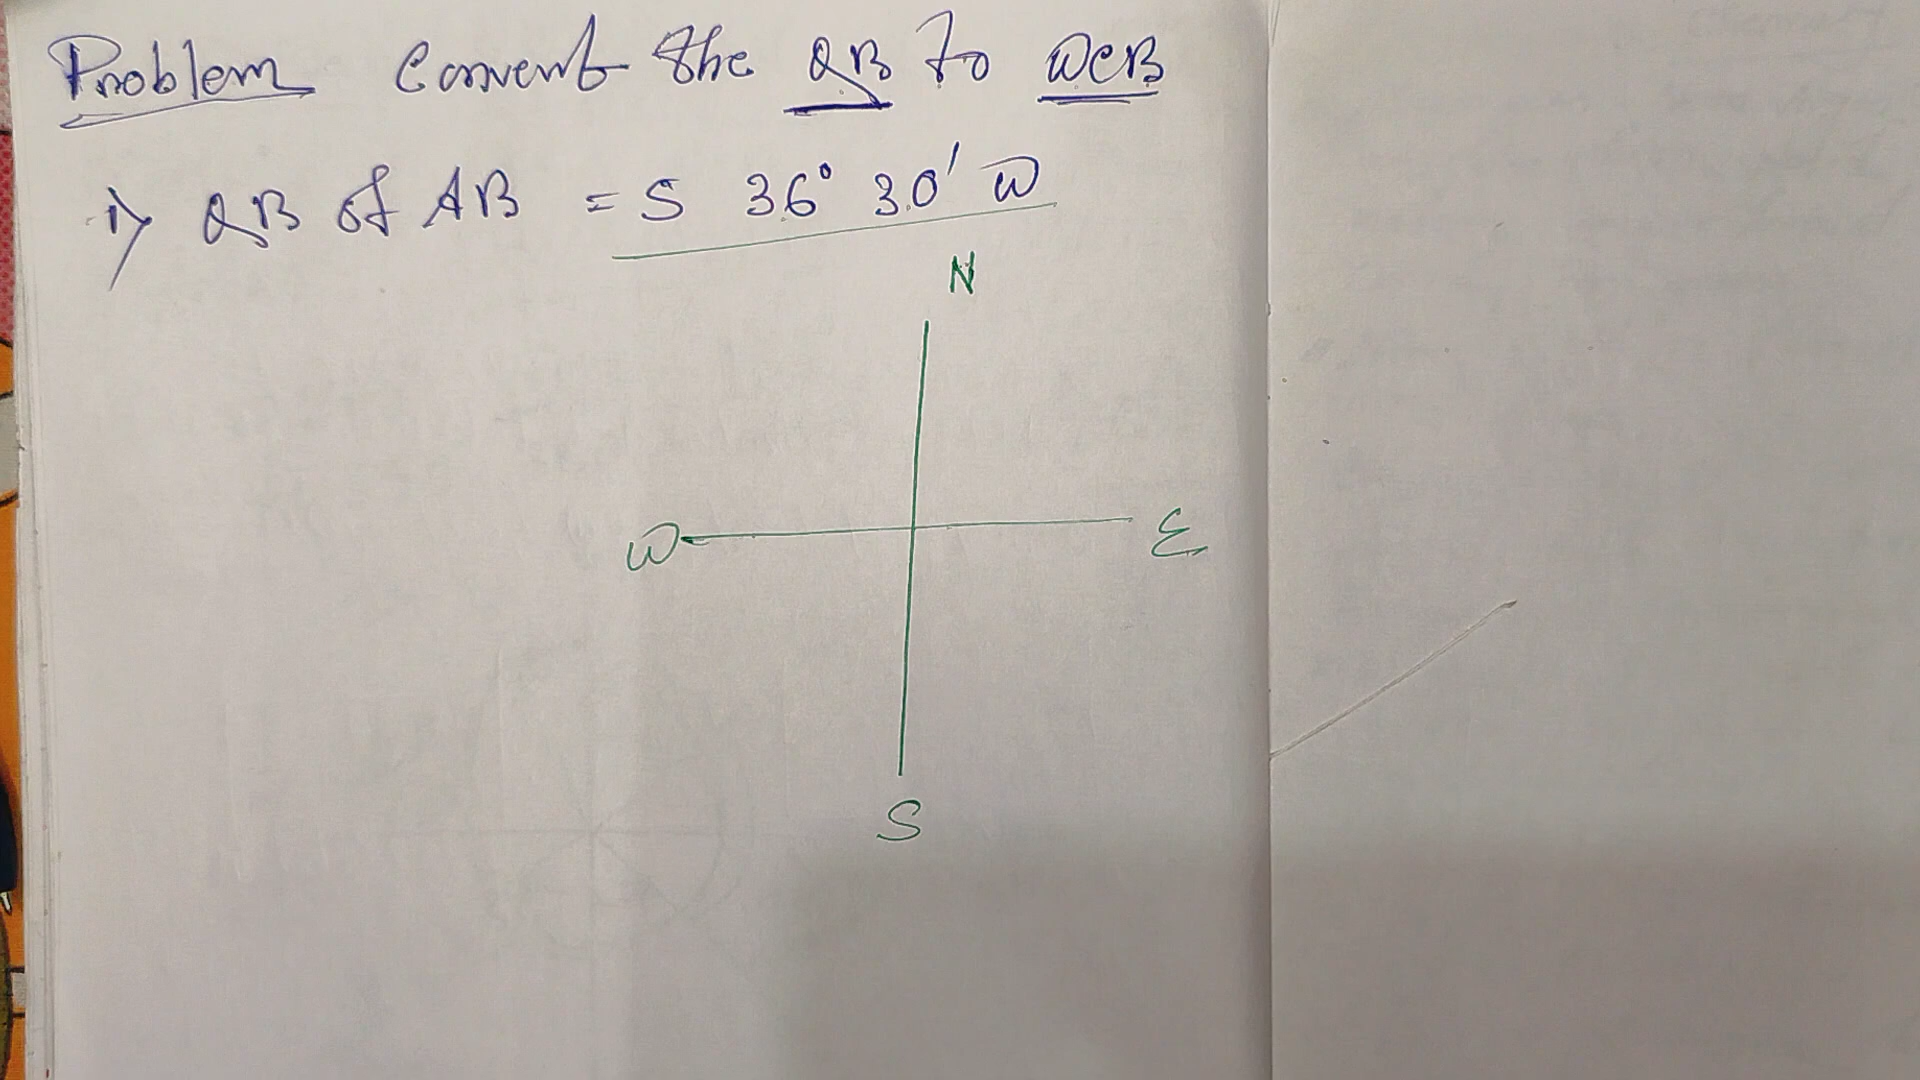 Problem Convert the QB to WCB
1) QB of AB = S 36° 30' W
N
W E
S